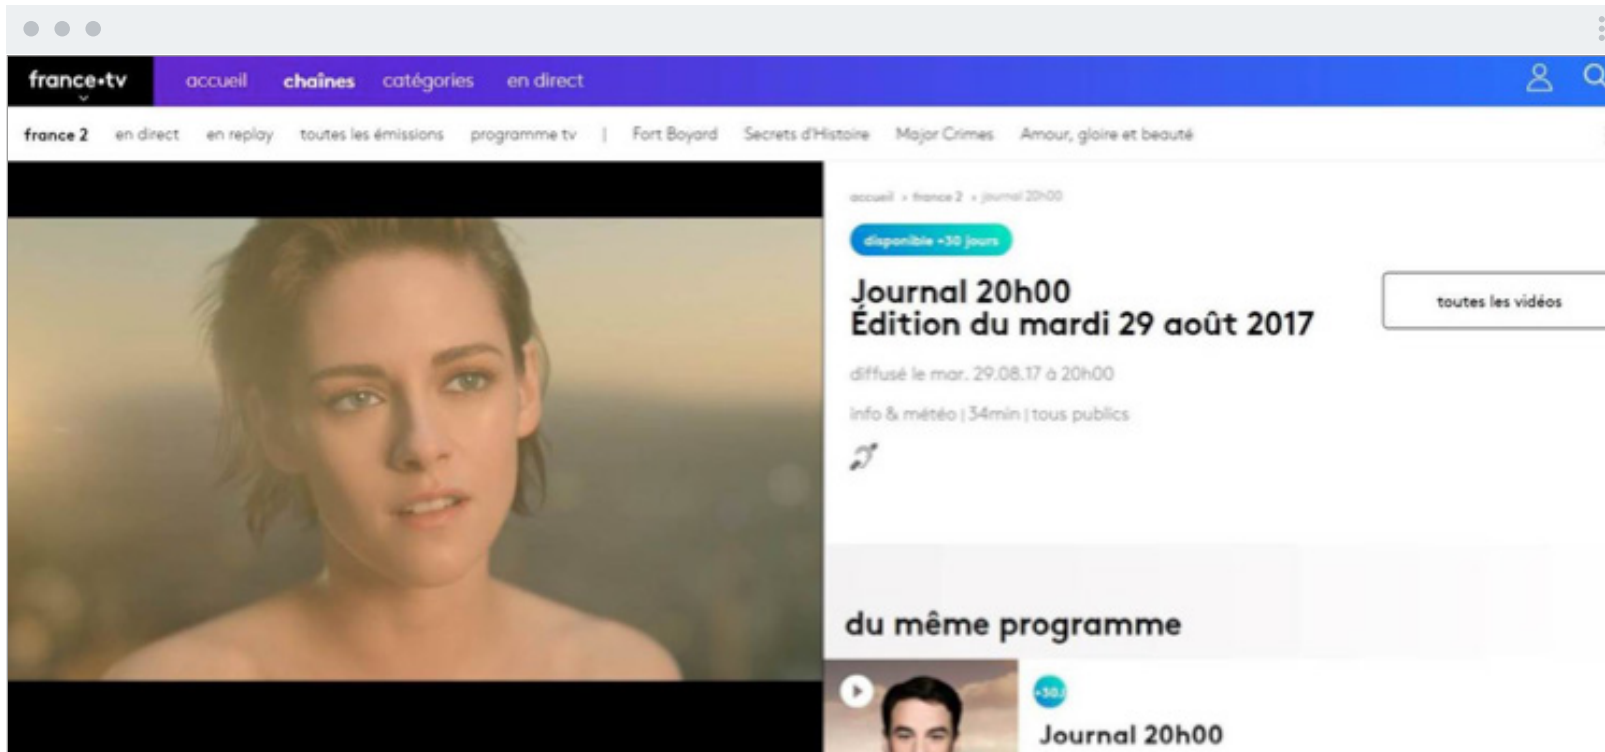 france•tv
accueil chaînes catégories en direct
france 2 en direct en replay toutes les émissions programme tv | Fort Boyard Secrets d'Histoire Major Crimes Amour, gloire et beauté
accueil > france 2 > journal 20h00
disponible +30 jours
Journal 20h00
Édition du mardi 29 août 2017
toutes les vidéos
diffusé le mar. 29.08.17 à 20h00
info & météo | 34min | tous publics
du même programme
+30J
Journal 20h00